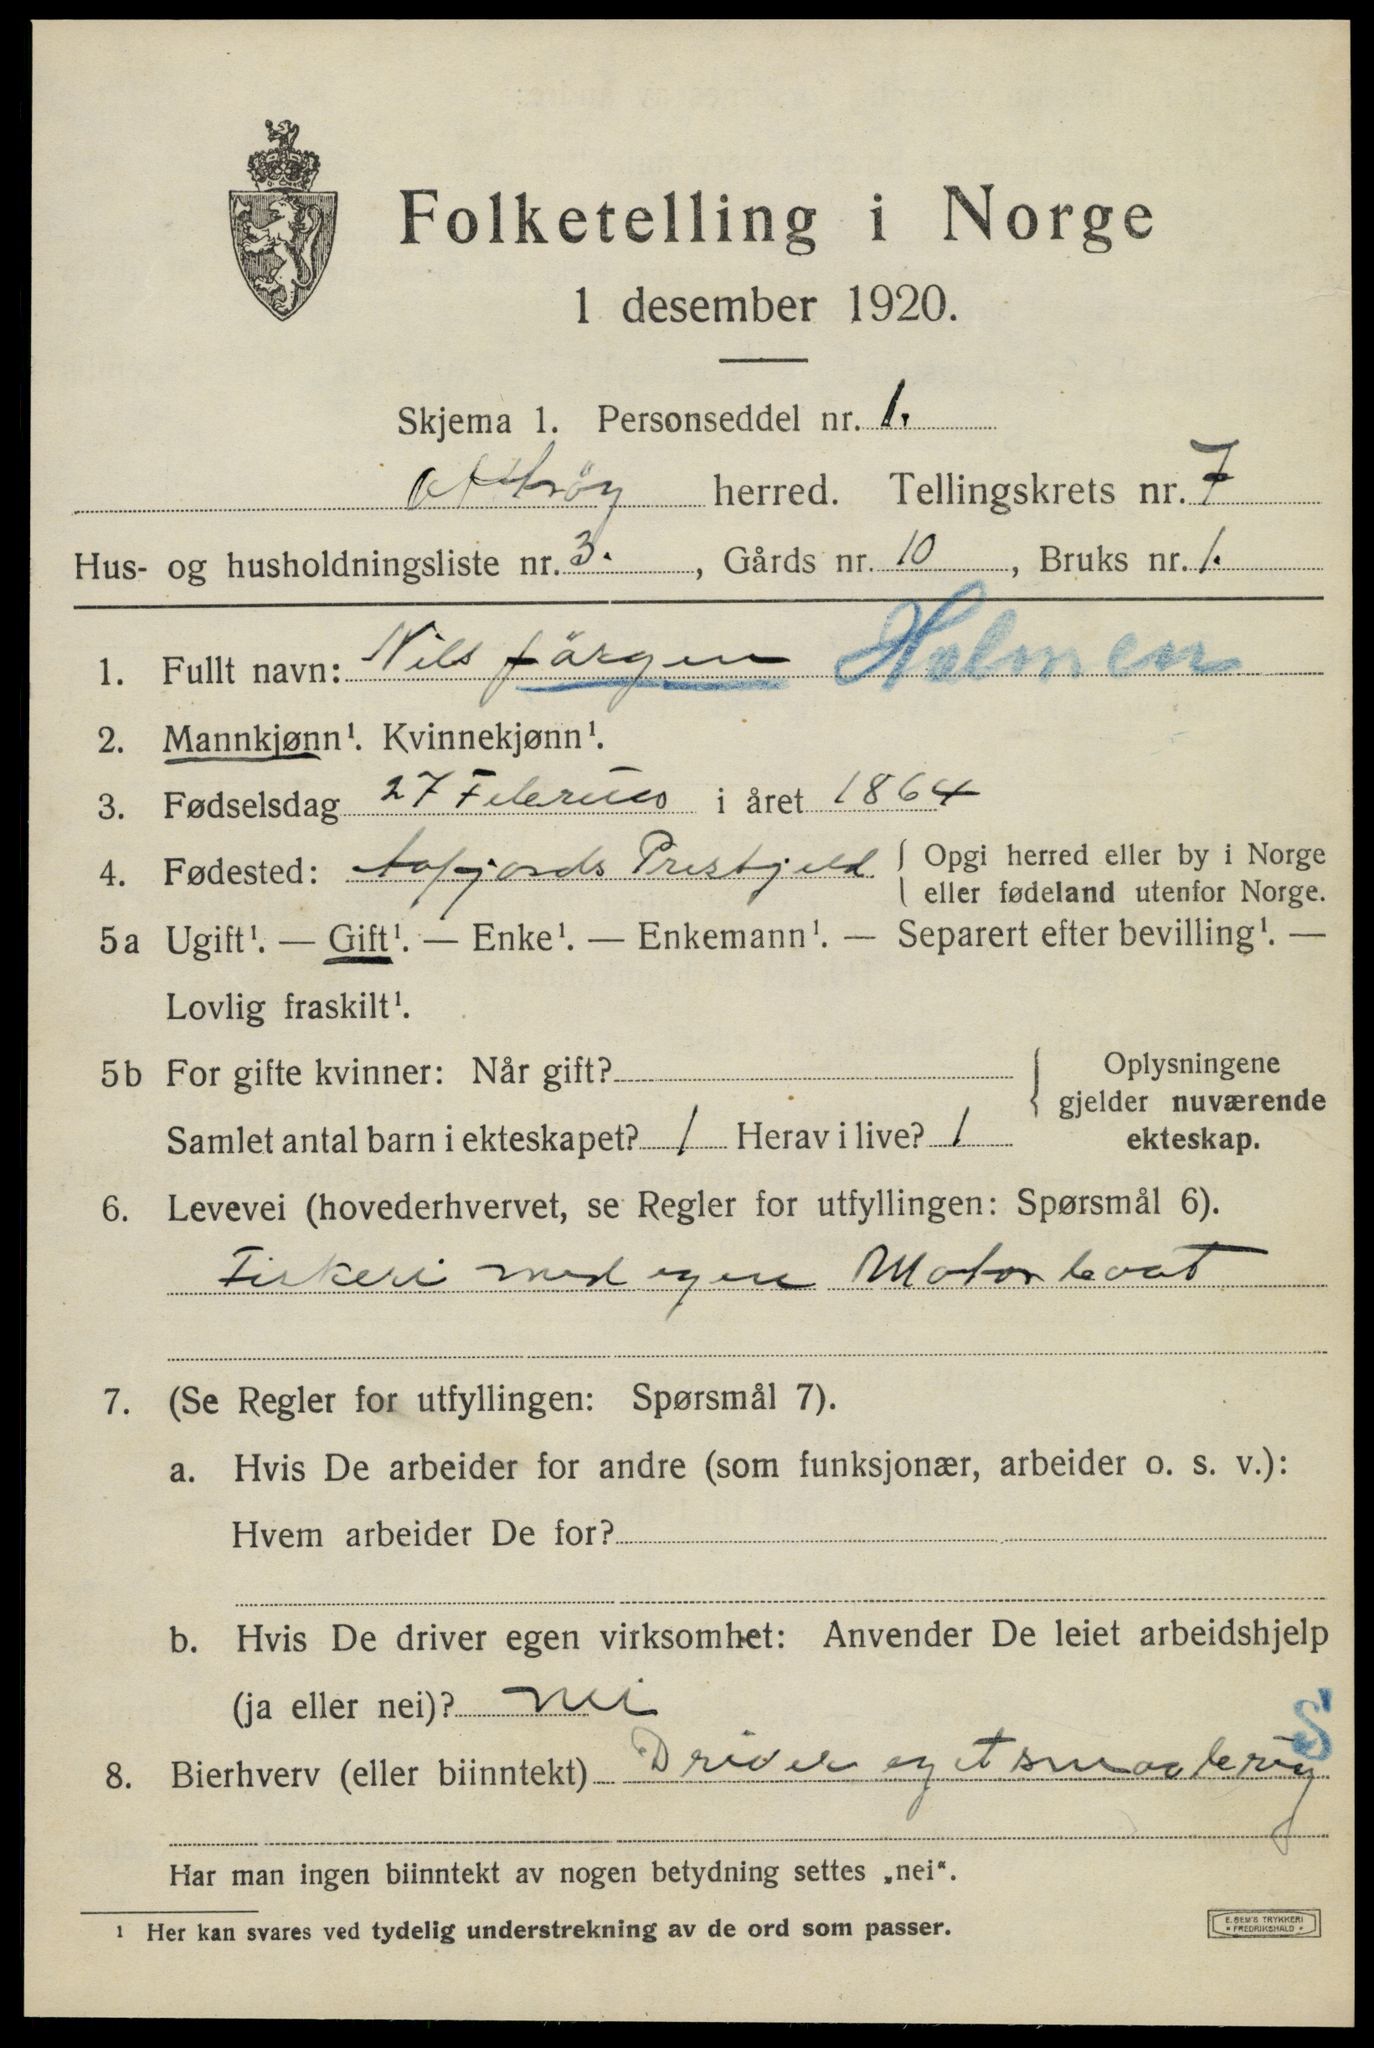 Folketelling i Norge
1 desember 1920.
Skjema 1. Personseddel nr. 1.
herred. Tellingskrets nr. 7
Hus- og husholdningsliste nr. 3. , Gårds nr. 10 , Bruks nr. 1.
1. Fullt navn: Nils Jörgen Holmen
2. Mannkjønn¹. Kvinnekjønn¹.
3. Fødselsdag 27 i året 1864
4. Fødested: Aafjords { Opgi herred eller by i Norge
eller fødeland utenfor Norge.
5a Ugift¹. — Gift¹. — Enke¹. — Enkemann¹. — Separert efter bevilling¹. —
Lovlig fraskilt¹.
5b For gifte kvinner: Når gift? { Oplysningene
gjelder nuværende
Samlet antal barn i ekteskapet? 1 Herav i live? 1 ekteskap.
6. Levevei (hovederhvervet, se Regler for utfyllingen: Spørsmål 6).
Fiskeri med egen Motorbaat
7. (Se Regler for utfyllingen: Spørsmål 7).
a. Hvis De arbeider for andre (som funksjonær, arbeider o. s. v.):
Hvem arbeider De for?
b. Hvis De driver egen virksomhet: Anvender De leiet arbeidshjelp
(ja eller nei)? nei
S
8. Bierhverv (eller biinntekt) Driver eget smaabrug
Har man ingen biinntekt av nogen betydning settes „nei“.
¹ Her kan svares ved tydelig understrekning av de ord som passer.
E. SEM'S TRYKKERI
* FREDRIKSHALD *